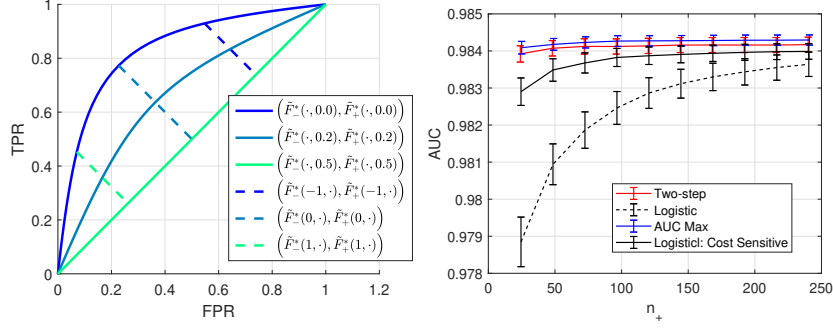 TPR
1
0.8
0.6
0.4
0.2
0
0
0.2
0.4
0.6
0.8
1
1.2
FPR
(F̃*₋(·, 0.0), F̃*₊(·, 0.0))
(F̃*₋(·, 0.2), F̃*₊(·, 0.2))
(F̃*₋(·, 0.5), F̃*₊(·, 0.5))
(F̃*₋(−1, ·), F̃*₊(−1, ·))
(F̃*₋(0, ·), F̃*₊(0, ·))
(F̃*₋(1, ·), F̃*₊(1, ·))
AUC
0.985
0.984
0.983
0.982
0.981
0.98
0.979
0.978
0
50
100
150
200
250
n₊
Two-step
Logistic
AUC Max
Logisticl: Cost Sensitive